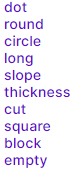 dot
round
circle
long
slope
thickness
cut
square
block
empty